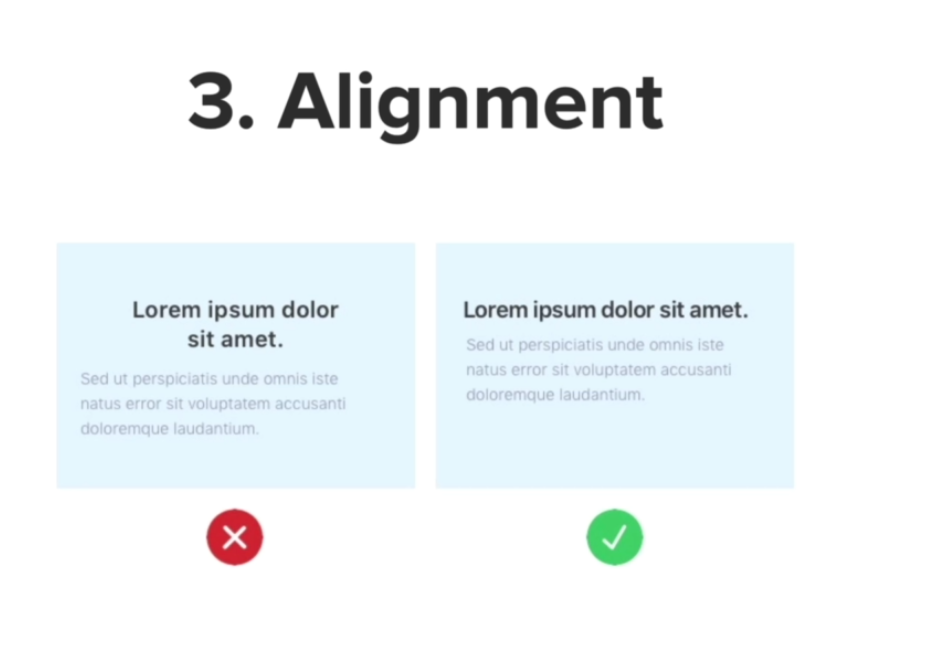 3. Alignment
Lorem ipsum dolor
sit amet.
Sed ut perspiciatis unde omnis iste
natus error sit voluptatem accusanti
doloremque laudantium.
Lorem ipsum dolor sit amet.
Sed ut perspiciatis unde omnis iste
natus error sit voluptatem accusanti
doloremque laudantium.